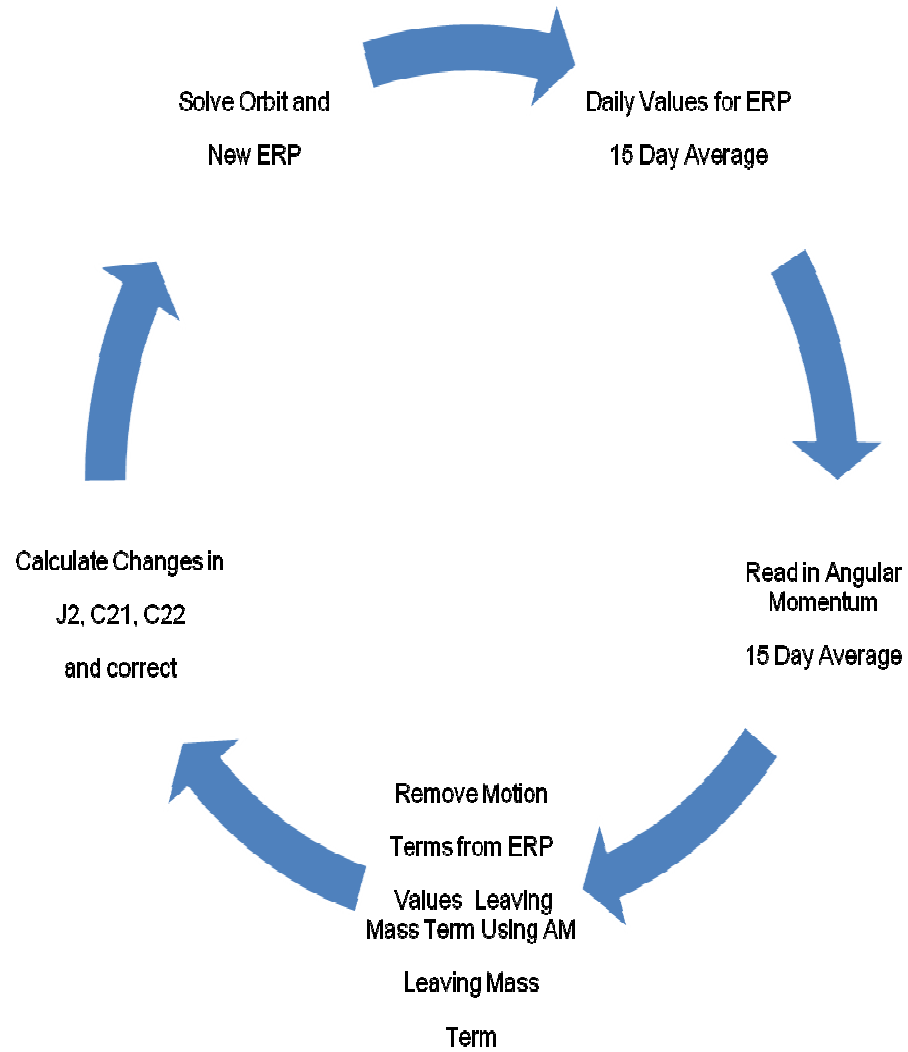 Solve Orbit and
New ERP
Daily Values for ERP
15 Day Average
Read in Angular
Momentum
15 Day Average
Remove Motion
Terms from ERP
Values Leaving
Mass Term Using AM
Leaving Mass
Term
Calculate Changes in
J2, C21, C22
and correct